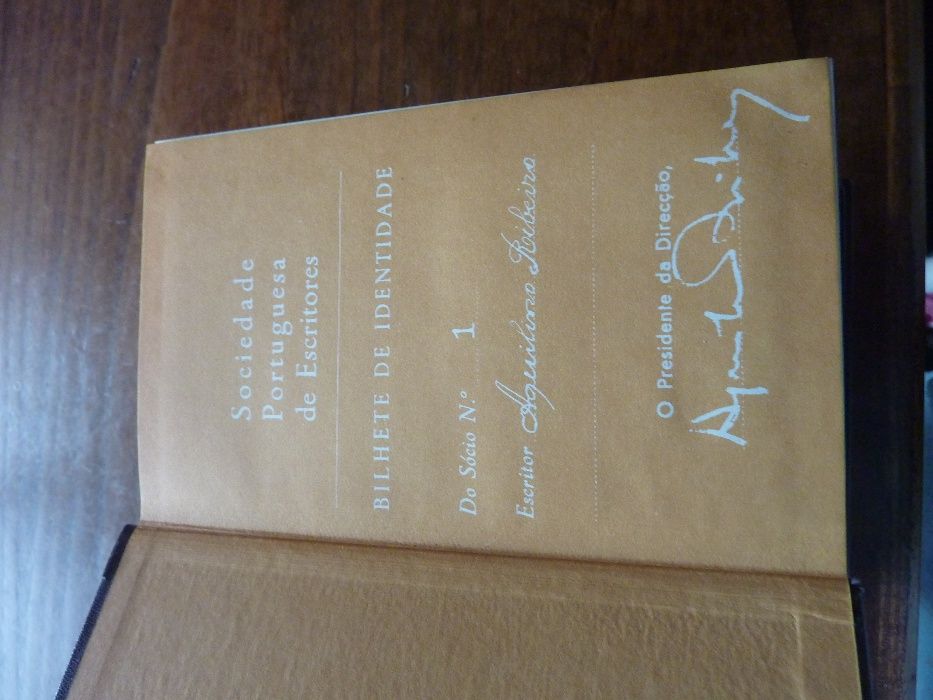 Sociedade
Portuguesa
de Escritores
BILHETE DE IDENTIDADE
Do Sócio N.º 1
Escritor Aquilino Ribeiro
O Presidente da Direcção,